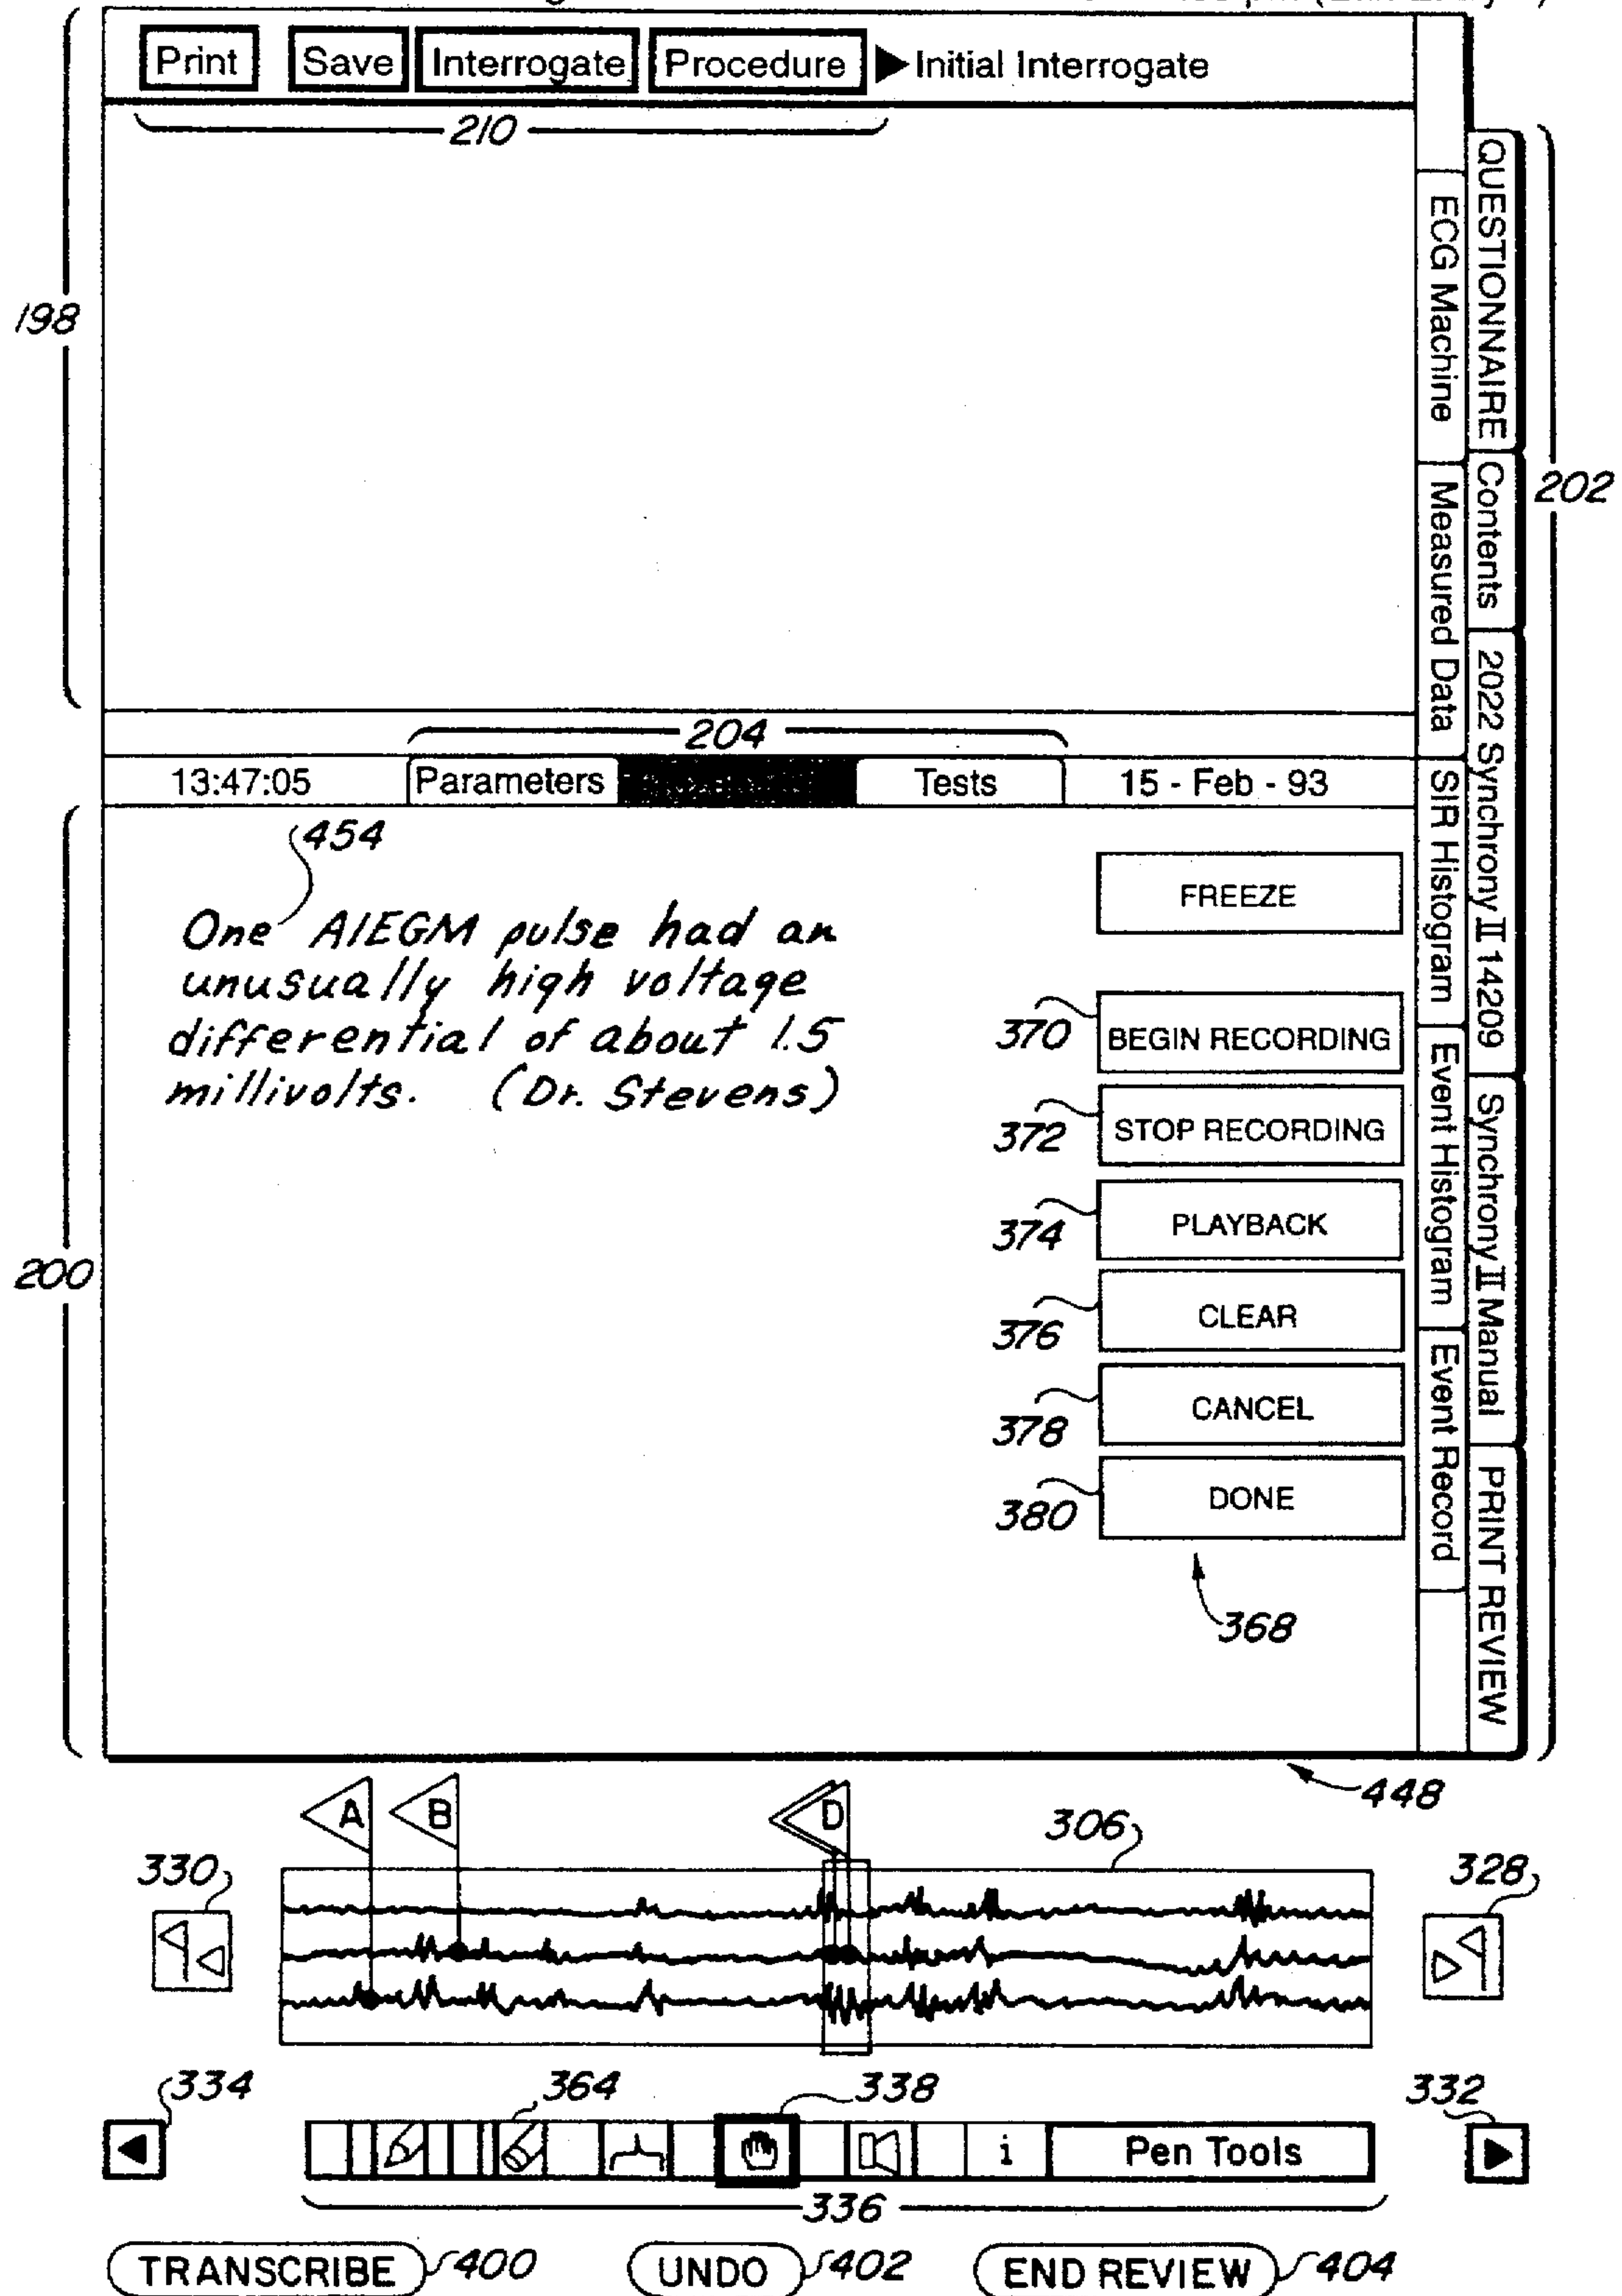 Print Save Interrogate Procedure ▶Initial Interrogate
210
198
QUESTIONNAIRE Contents 2022 Synchrony II 14209 Synchrony II Manual PRINT REVIEW
ECG Machine Measured Data SIR Histogram Event Histogram Event Record
202
204
13:47:05 Parameters Tests 15 - Feb - 93
454
FREEZE
One AIEGM pulse had an
unusually high voltage
differential of about 1.5
millivolts. (Dr. Stevens)
370 BEGIN RECORDING
372 STOP RECORDING
374 PLAYBACK
200
376 CLEAR
378 CANCEL
380 DONE
368
448
A B D
306
330
328
334 364 338 332
i Pen Tools
336
TRANSCRIBE 400 UNDO 402 END REVIEW 404